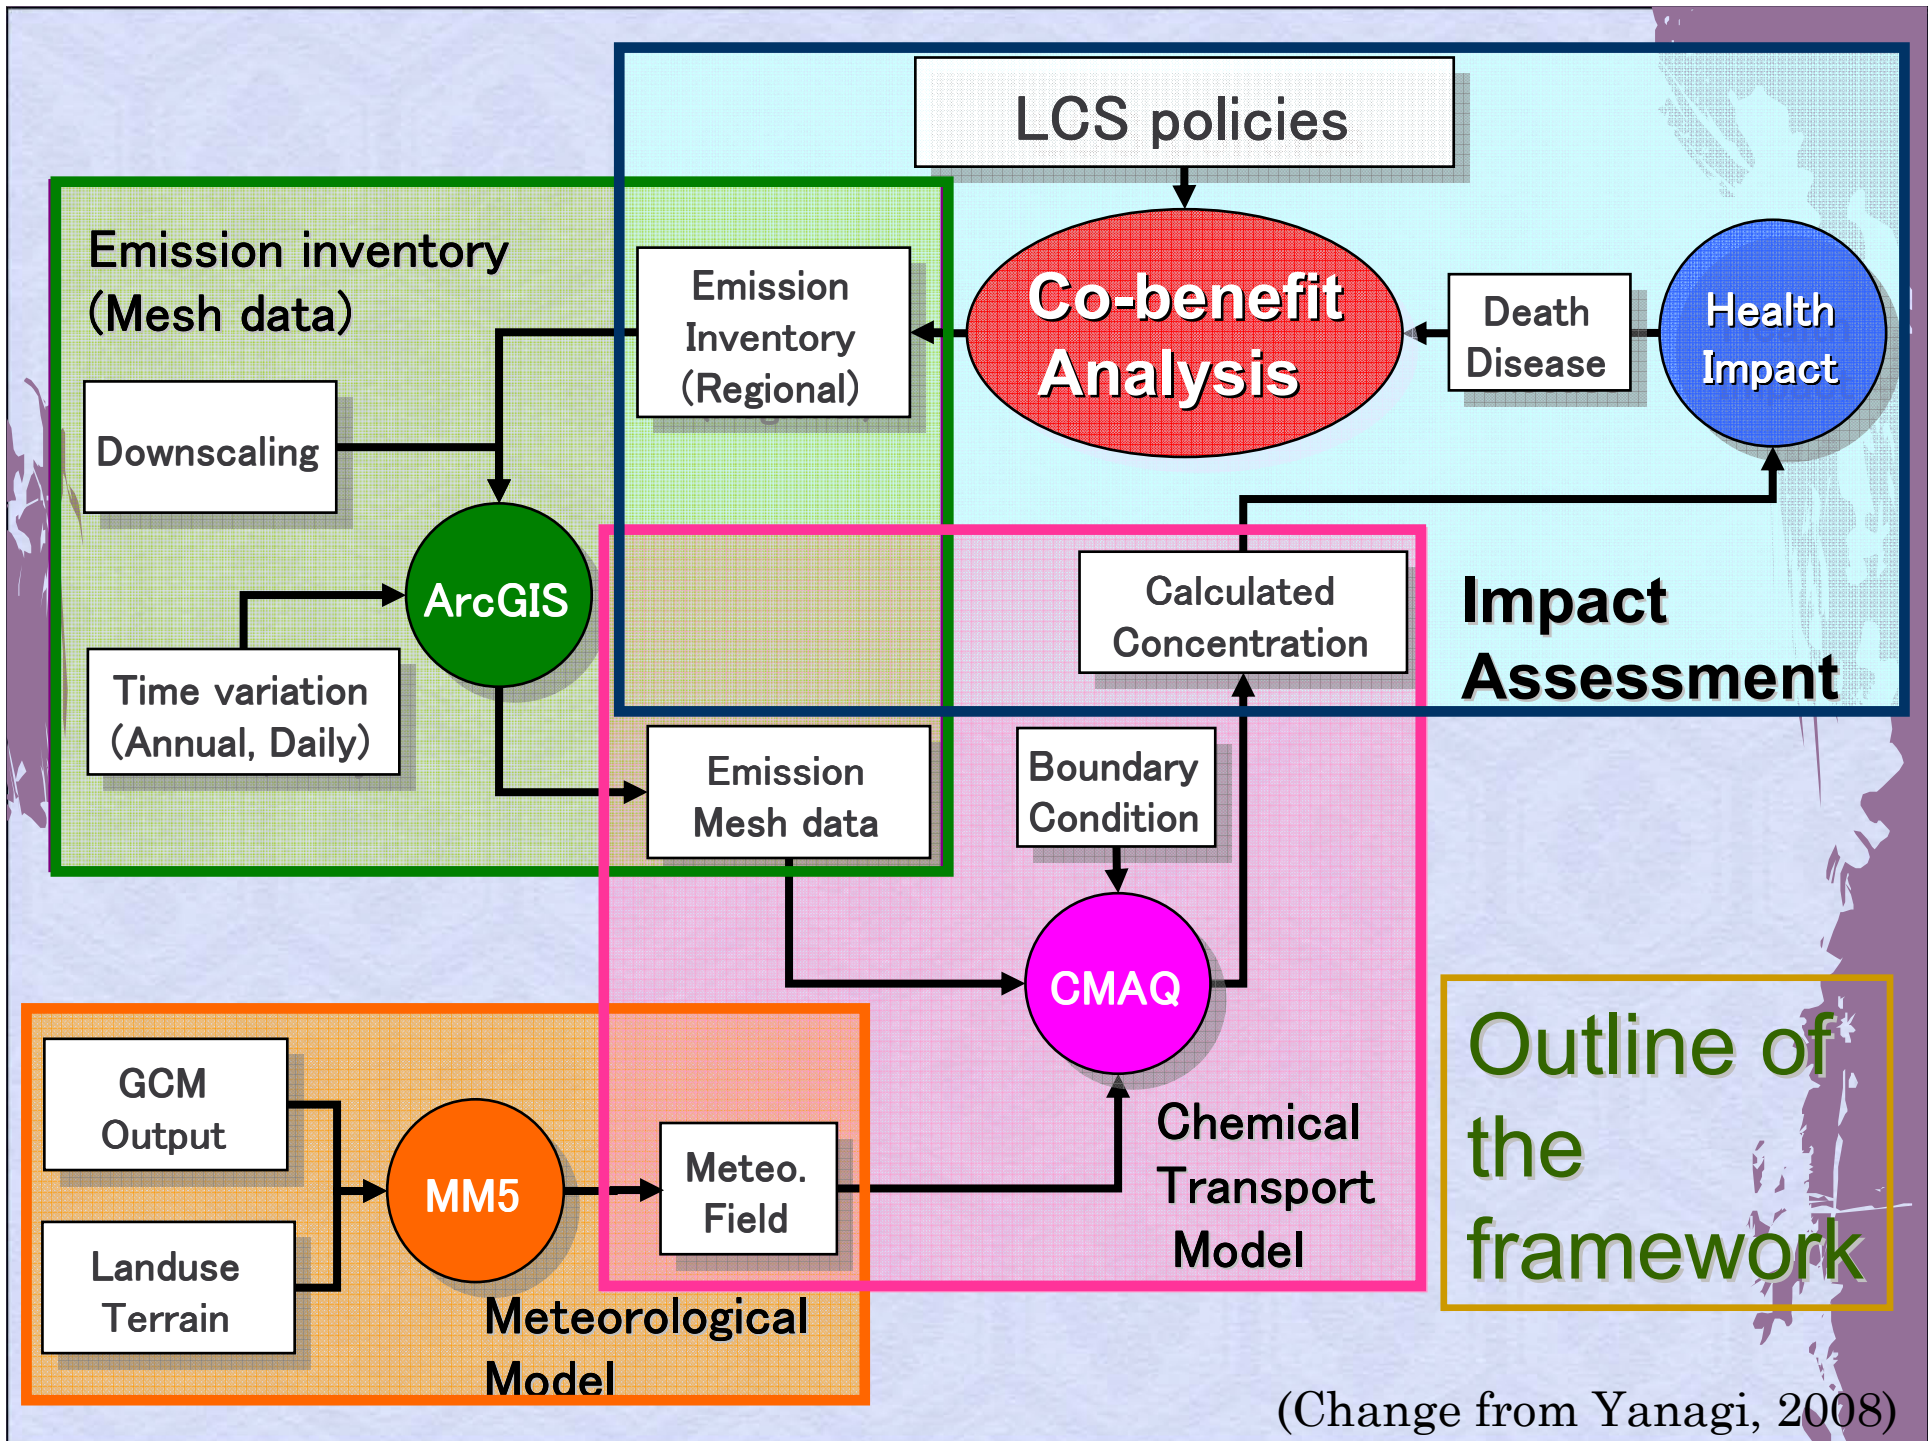 LCS policies
Emission inventory
(Mesh data)
Emission
Inventory
(Regional)
Co-benefit
Analysis
Death
Disease
Health
Impact
Downscaling
ArcGIS
Time variation
(Annual, Daily)
Calculated
Concentration
Impact
Assessment
Emission
Mesh data
Boundary
Condition
CMAQ
GCM
Output
MM5
Landuse
Terrain
Meteo.
Field
Meteorological
Model
Chemical
Transport
Model
Outline of
the
framework
(Change from Yanagi, 2008)